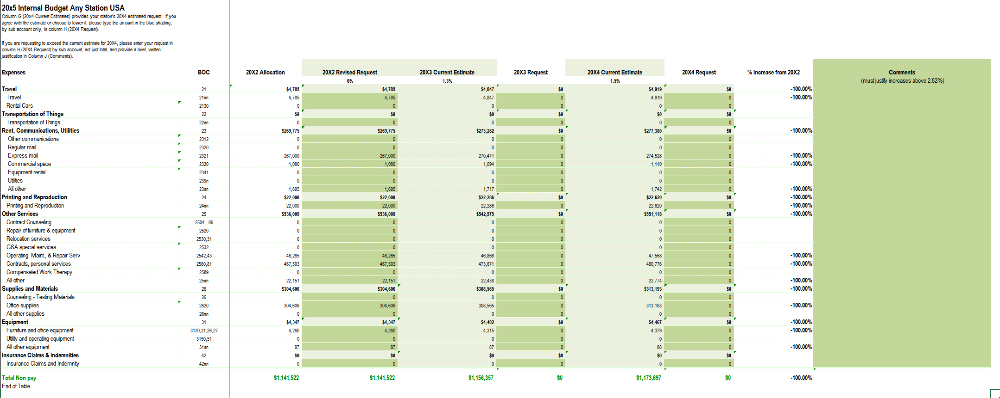 20x5 Internal Budget Any Station USA
Column G (20x4 Current Estimates) provides your station's 20X4 estimated request. If you
agree with the estimate or choose to lower it, please type the amount in the blue shading,
by sub account only, in column H (20X4 Request).
If you are requesting to exceed the current estimate for 20X4, please enter your request in
column H (20X4 Request) by sub account, not just total, and provide a brief, written
justification in Column J (Comments).
Expenses BOC 20X2 Allocation 20X2 Revised Request 20X3 Current Estimate 20X3 Request 20X4 Current Estimate 20X4 Request % increase from 20X2 Comments
0% 1.3% 1.5% (must justify increases above 2.82%)
Travel 21 $4,785 $4,785 $4,847 $0 $4,919 $0 -100.00%
Travel 21nn 4,785 4,785 4,847 0 4,919 0 -100.00%
Rental Cars 2130 0 0 0 0 0 0
Transportation of Things 22 $0 $0 $0 $0 $0 $0
Transportation of Things 22nn 0 0 0 0 0 0
Rent, Communications, Utilities 23 $269,775 $269,775 $273,282 $0 $277,380 $0 -100.00%
Other communications 2312 0 0 0 0 0 0
Regular mail 2320 0 0 0 0 0 0
Express mail 2321 267,000 267,000 270,471 0 274,528 0 -100.00%
Commercial space 2330 1,080 1,080 1,094 0 1,110 0 -100.00%
Equipment rental 2341 0 0 0 0 0 0
Utilities 239n 0 0 0 0 0 0
All other 23nn 1,695 1,695 1,717 0 1,742 0 -100.00%
Printing and Reproduction 24 $22,000 $22,000 $22,286 $0 $22,620 $0 -100.00%
Printing and Reproduction 24nn 22,000 22,000 22,286 0 22,620 0 -100.00%
Other Services 25 $536,009 $536,009 $542,975 $0 $551,118 $0 -100.00%
Contract Counseling 2504 - 06 0 0 0 0 0 0
Repair of furniture & equipment 2520 0 0 0 0 0 0
Relocation services 2530,31 0 0 0 0 0 0
GSA special services 2532 0 0 0 0 0 0
Operating, Maint., & Repair Serv 2542,43 46,265 46,265 46,866 0 47,568 0 -100.00%
Contracts, personal services 2580,81 467,593 467,593 473,671 0 480,776 0 -100.00%
Compensated Work Therapy 2589 0 0 0 0 0 0
All other 25nn 22,151 22,151 22,438 0 22,774 0 -100.00%
Supplies and Materials 26 $304,606 $304,606 $308,565 $0 $313,193 $0 -100.00%
Counseling - Testing Materials 26 0 0 0 0 0
Office supplies 2620 304,606 304,606 308,565 0 313,193 0 -100.00%
All other supplies 26nn 0 0 0 0 0 0
Equipment 31 $4,347 $4,347 $4,402 $0 $4,467 $0 -100.00%
Furniture and office equipment 3120,21,26,27 4,260 4,260 4,315 0 4,379 0 -100.00%
Utility and operating equipment 3150,51 0 0 0 0 0 0
All other equipment 31nn 87 87 87 0 88 0 -100.00%
Insurance Claims & Indemnities 42 $0 $0 $0 $0 $0 $0
Insurance Claims and Indemnity 42nn 0 0 0 0 0 0
Total Non pay $1,141,522 $1,141,522 $1,156,357 $0 $1,173,697 $0 -100.00%
End of Table